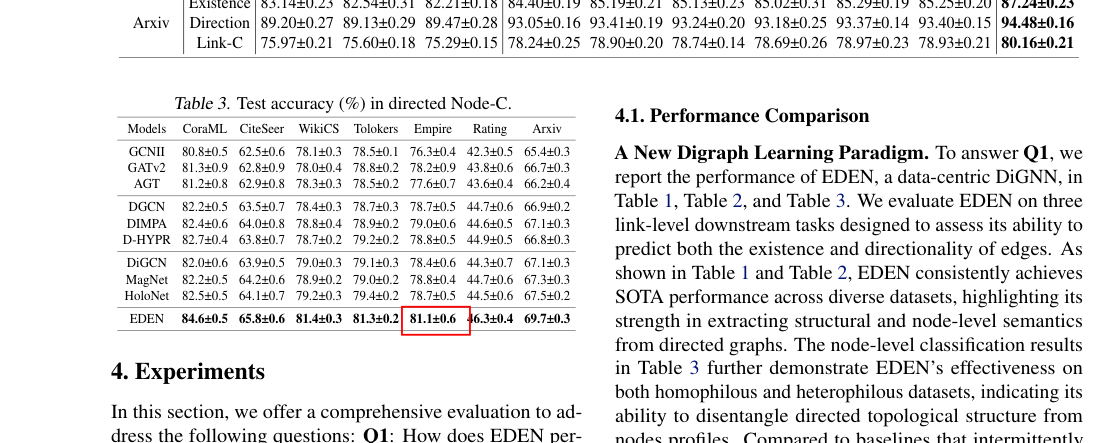 Existence 83.14±0.23 82.54±0.31 82.21±0.18 84.40±0.19 85.19±0.21 85.13±0.23 85.02±0.31 85.29±0.19 85.25±0.20 87.24±0.23
Arxiv Direction 89.20±0.27 89.13±0.29 89.47±0.28 93.05±0.16 93.41±0.19 93.24±0.20 93.18±0.25 93.37±0.14 93.40±0.15 94.48±0.16
Link-C 75.97±0.21 75.60±0.18 75.29±0.15 78.24±0.25 78.90±0.20 78.74±0.14 78.69±0.26 78.97±0.23 78.93±0.21 80.16±0.21
Table 3. Test accuracy (%) in directed Node-C.
Models CoraML CiteSeer WikiCS Tolokers Empire Rating Arxiv
GCNII 80.8±0.5 62.5±0.6 78.1±0.3 78.5±0.1 76.3±0.4 42.3±0.5 65.4±0.3
GATv2 81.3±0.9 62.8±0.9 78.0±0.4 78.8±0.2 78.2±0.9 43.8±0.6 66.7±0.3
AGT 81.2±0.8 62.9±0.8 78.3±0.3 78.5±0.2 77.6±0.7 43.6±0.4 66.2±0.4
DGCN 82.2±0.5 63.5±0.7 78.4±0.3 78.7±0.3 78.7±0.5 44.7±0.6 66.9±0.2
DIMPA 82.4±0.6 64.0±0.8 78.8±0.4 78.9±0.2 79.0±0.6 44.6±0.5 67.1±0.3
D-HYPR 82.7±0.4 63.8±0.7 78.7±0.2 79.2±0.2 78.8±0.5 44.9±0.5 66.8±0.3
DiGCN 82.0±0.6 63.9±0.5 79.0±0.3 79.1±0.3 78.4±0.6 44.3±0.7 67.1±0.3
MagNet 82.2±0.5 64.2±0.6 78.9±0.2 79.0±0.2 78.8±0.4 44.7±0.6 67.3±0.3
HoloNet 82.5±0.5 64.1±0.7 79.2±0.3 79.4±0.2 78.7±0.5 44.5±0.6 67.5±0.2
EDEN 84.6±0.5 65.8±0.6 81.4±0.3 81.3±0.2 81.1±0.6 46.3±0.4 69.7±0.3
4. Experiments
In this section, we offer a comprehensive evaluation to ad-
dress the following questions: Q1: How does EDEN per-
4.1. Performance Comparison
A New Digraph Learning Paradigm. To answer Q1, we
report the performance of EDEN, a data-centric DiGNN, in
Table 1, Table 2, and Table 3. We evaluate EDEN on three
link-level downstream tasks designed to assess its ability to
predict both the existence and directionality of edges. As
shown in Table 1 and Table 2, EDEN consistently achieves
SOTA performance across diverse datasets, highlighting its
strength in extracting structural and node-level semantics
from directed graphs. The node-level classification results
in Table 3 further demonstrate EDEN's effectiveness on
both homophilous and heterophilous datasets, indicating its
ability to disentangle directed topological structure from
nodes profiles. Compared to baselines that intermittently